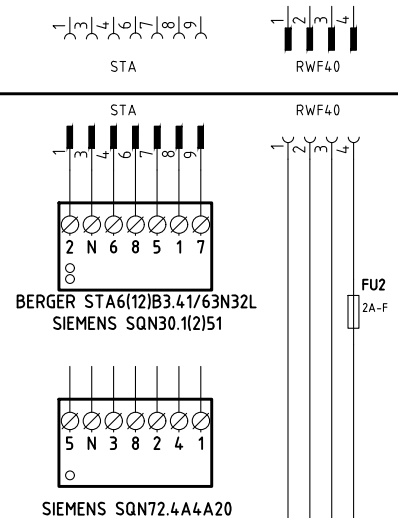 1 3 4 6 7 8 9
1 2 3 4
STA
RWF40
STA
RWF40
1 3 4 6 7 8 9
1 2 3 4
2 N 6 8 5 1 7
BERGER STA6(12)B3.41/63N32L
SIEMENS SQN30.1(2)51
FU2
2A-F
5 N 3 8 2 4 1
SIEMENS SQN72.4A4A20